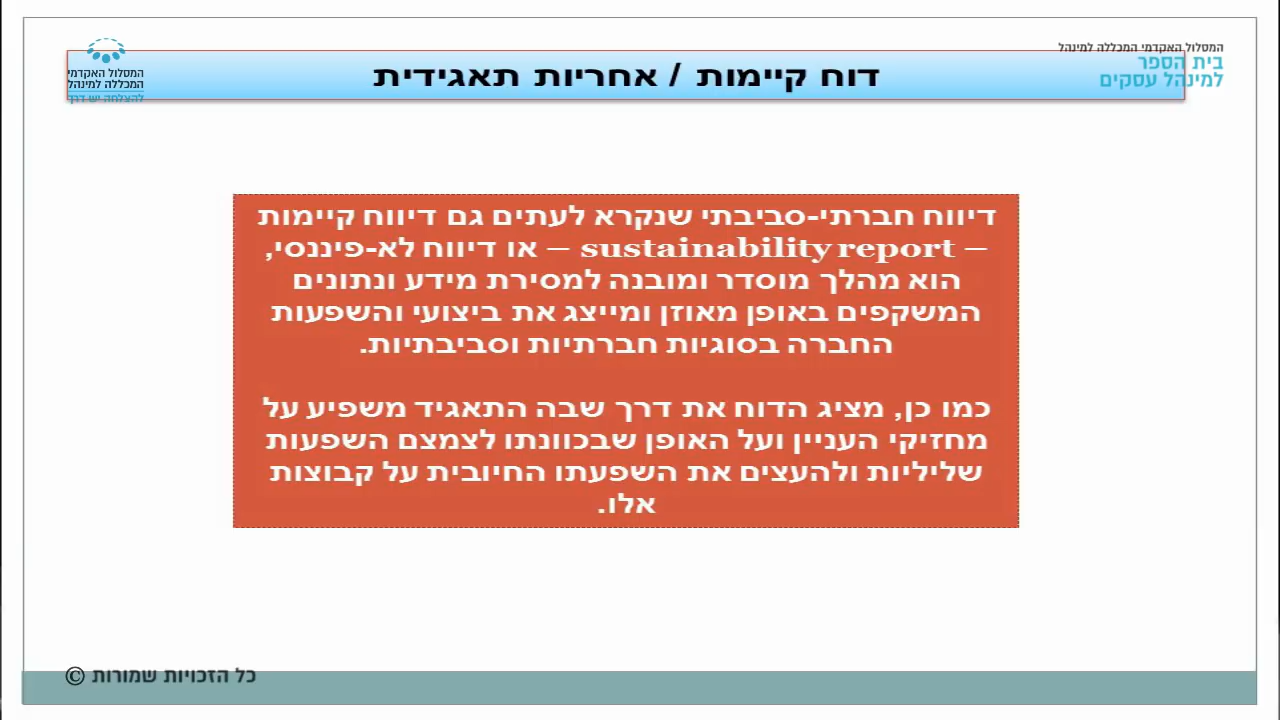 המסלול האקדמי המכללה למינהל
בית הספר
למינהל עסקים
המסלול האקדמי
המכללה למינהל
להצלחה יש דרך
דוח קיימות / אחריות תאגידית
דיווח חברתי-סביבתי שנקרא לעתים גם דיווח קיימות
– sustainability report – או דיווח לא-פיננסי,
הוא מהלך מוסדר ומובנה למסירת מידע ונתונים
המשקפים באופן מאוזן ומייצג את ביצועי והשפעות
החברה בסוגיות חברתיות וסביבתיות.
כמו כן, מציג הדוח את דרך שבה התאגיד משפיע על
מחזיקי העניין ועל האופן שבכוונתו לצמצם השפעות
שליליות ולהעצים את השפעתו החיובית על קבוצות
אלו.
כל הזכויות שמורות ©